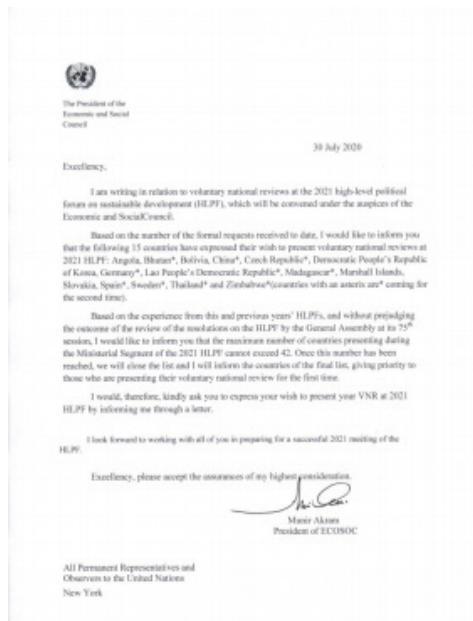 The President of the
Economic and Social
Council
30 July 2020
Excellency,
I am writing in relation to voluntary national reviews at the 2021 high-level political
forum on sustainable development (HLPF), which will be convened under the auspices of the
Economic and SocialCouncil.
Based on the number of the formal requests received to date, I would like to inform you
that the following 15 countries have expressed their wish to present voluntary national reviews at
2021 HLPF: Angola, Bhutan*, Bolivia, China*, Czech Republic*, Democratic People's Republic
of Korea, Germany*, Lao People's Democratic Republic*, Madagascar*, Marshall Islands,
Slovakia, Spain*, Sweden*, Thailand* and Zimbabwe*(countries with an asterix are* coming for
the second time).
Based on the experience from this and previous years' HLPFs, and without prejudging
the outcome of the review of the resolutions on the HLPF by the General Assembly at its 75th
session, I would like to inform you that the maximum number of countries presenting during
the Ministerial Segment of the 2021 HLPF cannot exceed 42. Once this number has been
reached, we will close the list and I will inform the countries of the final list, giving priority to
those who are presenting their voluntary national review for the first time.
I would, therefore, kindly ask you to express your wish to present your VNR at 2021
HLPF by informing me through a letter.
I look forward to working with all of you in preparing for a successful 2021 meeting of the
HLPF.
Excellency, please accept the assurances of my highest consideration.
Munir Akram
President of ECOSOC
All Permanent Representatives and
Observers to the United Nations
New York